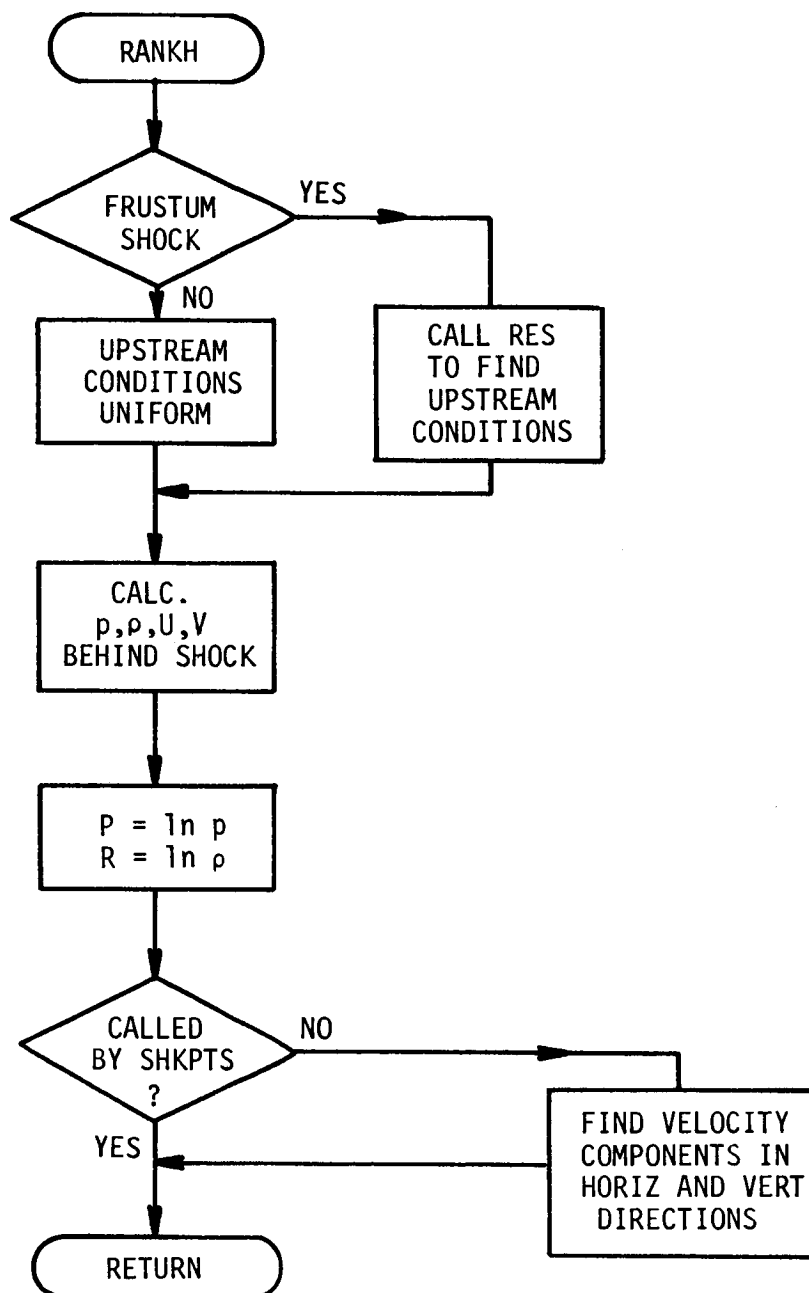 RANKH
FRUSTUM
SHOCK
YES
NO
UPSTREAM
CONDITIONS
UNIFORM
CALL RES
TO FIND
UPSTREAM
CONDITIONS
CALC.
p,ρ,U,V
BEHIND SHOCK
P = ln p
R = ln ρ
CALLED
BY SHKPTS
?
NO
YES
FIND VELOCITY
COMPONENTS IN
HORIZ AND VERT
DIRECTIONS
RETURN